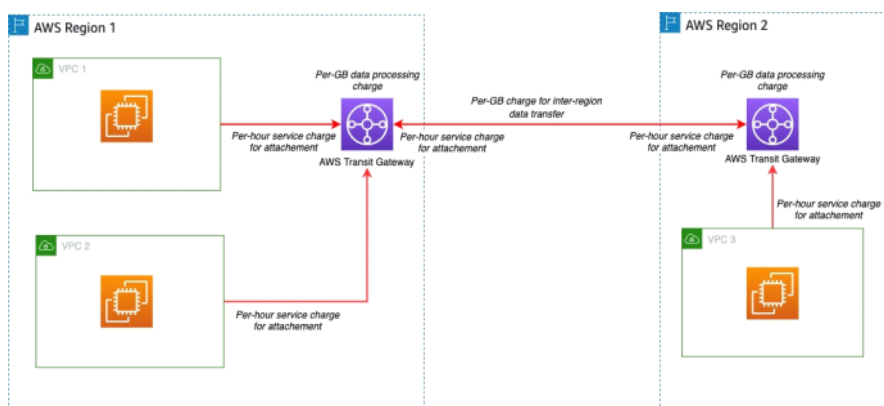 AWS Region 1
AWS Region 2
VPC 1
Per-GB data processing
charge
Per-hour service charge
for attachement
AWS Transit Gateway
Per-hour service charge
for attachement
Per-GB charge for inter-region
data transfer
Per-hour service charge
for attachement
Per-GB data processing
charge
AWS Transit Gateway
Per-hour service charge
for attachement
VPC 2
Per-hour service charge
for attachement
VPC 3